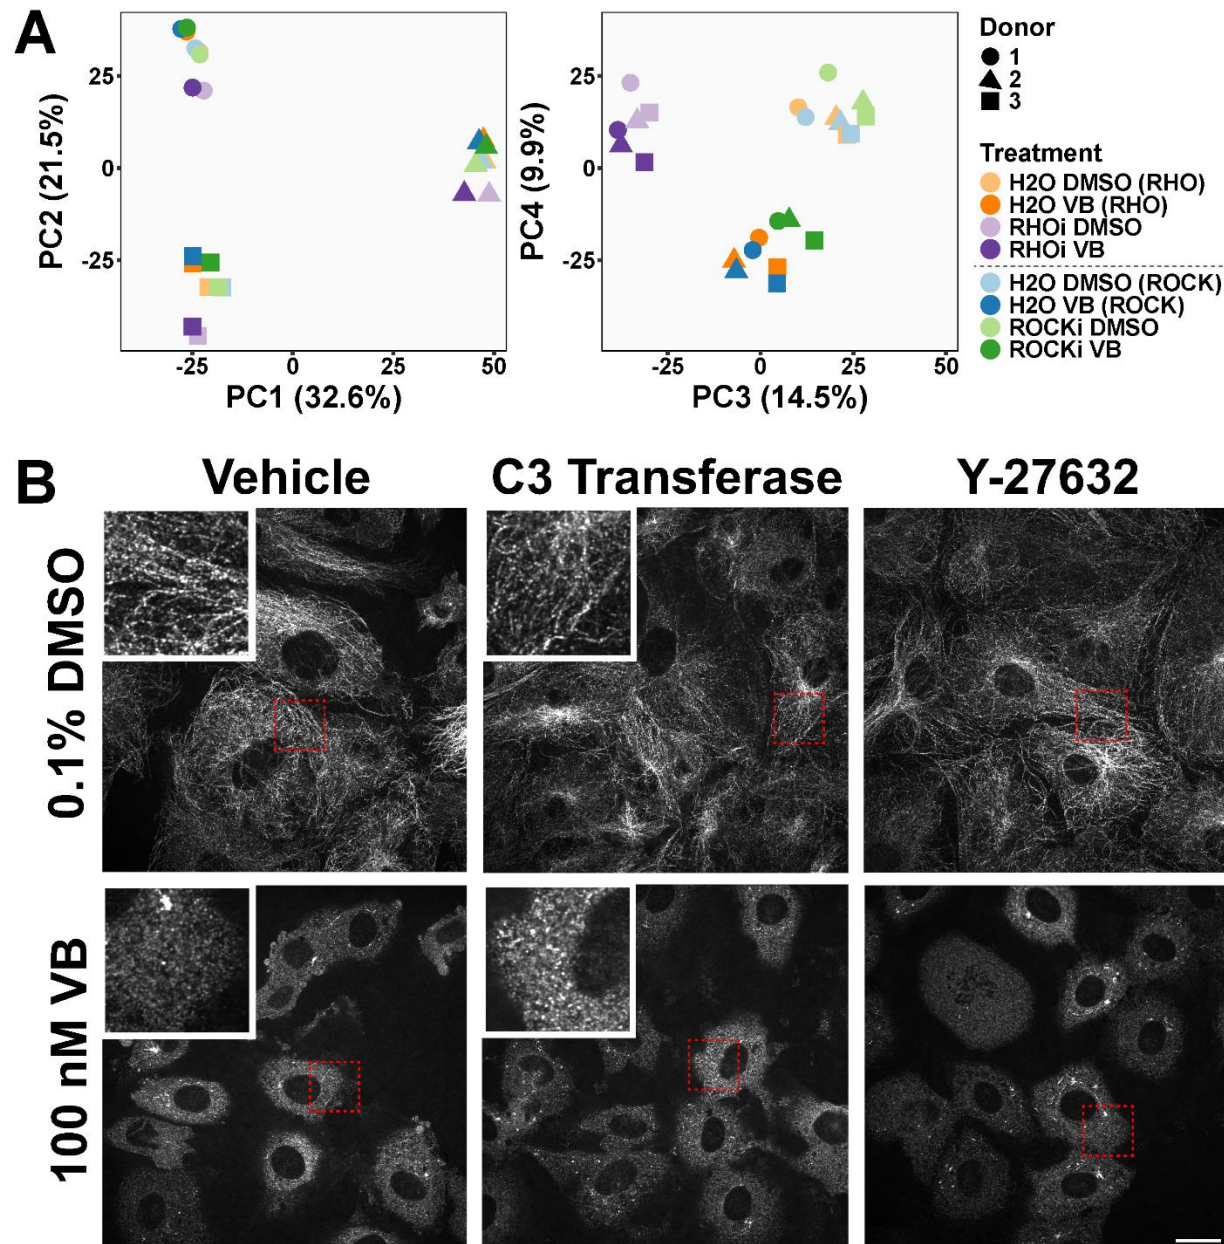 A
PC2 (21.5%)
25
0
-25
-25
0
25
50
PC1 (32.6%)
PC4 (9.9%)
25
0
-25
-25
0
25
50
PC3 (14.5%)
Donor
1
2
3
Treatment
H2O DMSO (RHO)
H2O VB (RHO)
RHOi DMSO
RHOi VB
H2O DMSO (ROCK)
H2O VB (ROCK)
ROCKi DMSO
ROCKi VB
B
Vehicle
C3 Transferase
Y-27632
0.1% DMSO
100 nM VB